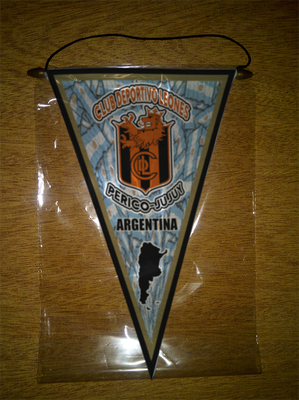 CLUB DEPORTIVO LEONES
PERICO-JUJUY
ARGENTINA